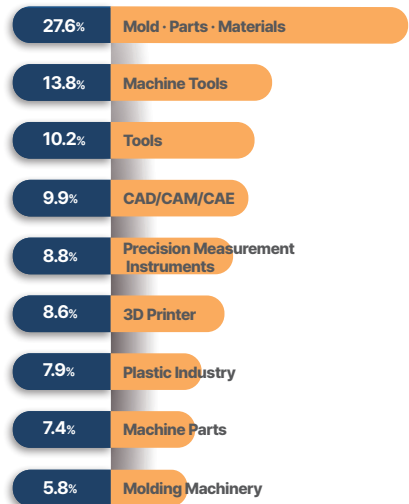 27.6% Mold · Parts · Materials
13.8% Machine Tools
10.2% Tools
9.9% CAD/CAM/CAE
8.8% Precision Measurement
Instruments
8.6% 3D Printer
7.9% Plastic Industry
7.4% Machine Parts
5.8% Molding Machinery